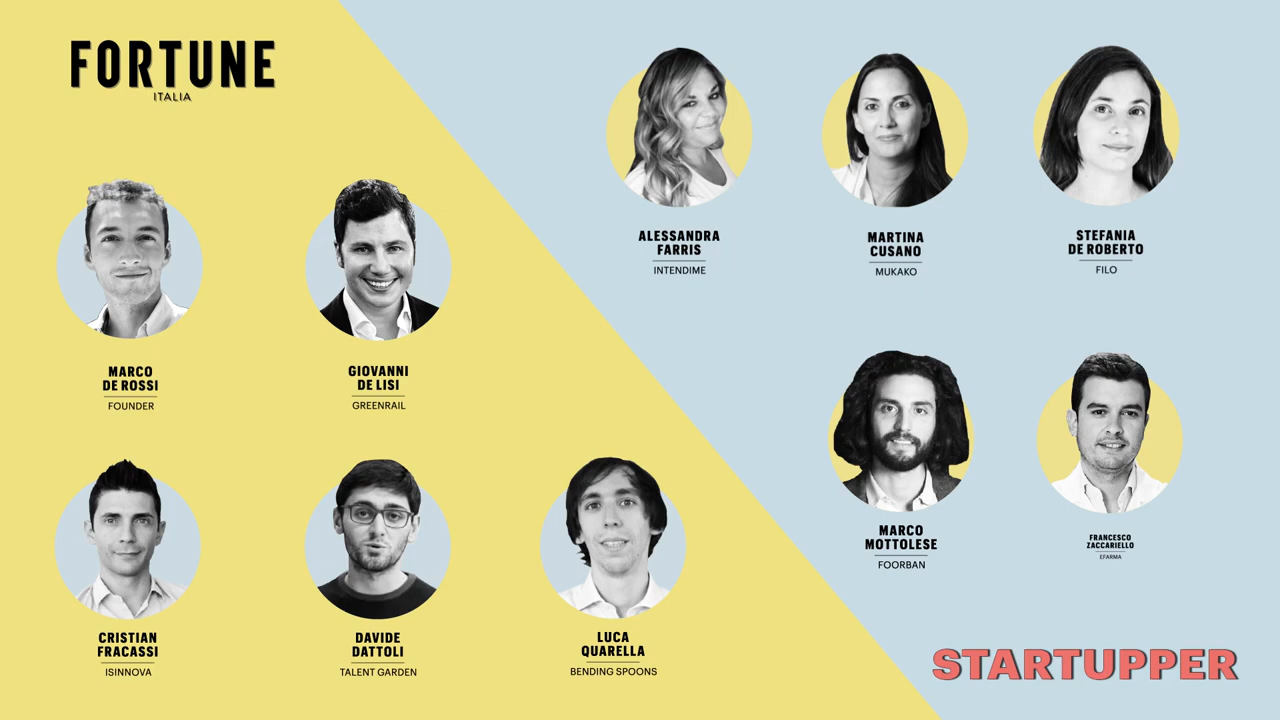 FORTUNE
ITALIA
MARCO
DE ROSSI
FOUNDER
GIOVANNI
DE LISI
GREENRAIL
CRISTIAN
FRACASSI
ISINNOVA
DAVIDE
DATTOLI
TALENT GARDEN
LUCA
QUARELLA
BENDING SPOONS
ALESSANDRA
FARRIS
INTENDIME
MARTINA
CUSANO
MUKAKO
STEFANIA
DE ROBERTO
FILO
MARCO
MOTTOLESE
FOORBAN
FRANCESCO
ZACCARIELLO
EFARMA
STARTUPPER